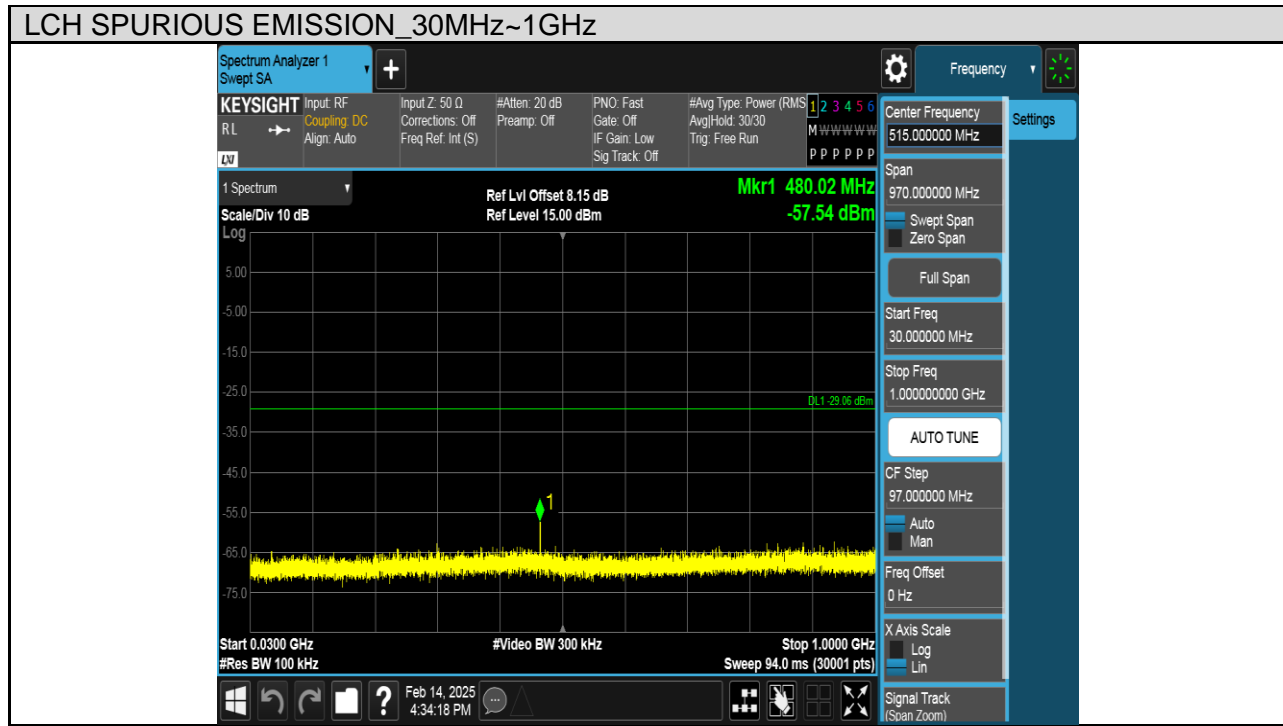 LCH SPURIOUS EMISSION_30MHz~1GHz
Spectrum Analyzer 1
Swept SA
+
Frequency
KEYSIGHT
R L
LXI
Input: RF
Coupling: DC
Align: Auto
Input Z: 50 Ω
Corrections: Off
Freq Ref: Int (S)
#Atten: 20 dB
Preamp: Off
PNO: Fast
Gate: Off
IF Gain: Low
Sig Track: Off
#Avg Type: Power (RMS
Avg|Hold: 30/30
Trig: Free Run
1 2 3 4 5 6
M W W W W W
P P P P P P
Center Frequency
515.000000 MHz
Settings
1 Spectrum
Ref Lvl Offset 8.15 dB
Mkr1 480.02 MHz
Scale/Div 10 dB
Ref Level 15.00 dBm
-57.54 dBm
Log
5.00
-5.00
-15.0
-25.0
DL1 -29.06 dBm
-35.0
-45.0
1
-55.0
-65.0
-75.0
Start 0.0300 GHz
#Video BW 300 kHz
Stop 1.0000 GHz
#Res BW 100 kHz
Sweep 94.0 ms (30001 pts)
Span
970.000000 MHz
Swept Span
Zero Span
Full Span
Start Freq
30.000000 MHz
Stop Freq
1.000000000 GHz
AUTO TUNE
CF Step
97.000000 MHz
Auto
Man
Freq Offset
0 Hz
X Axis Scale
Log
Lin
Signal Track
(Span Zoom)
?
Feb 14, 2025
4:34:18 PM